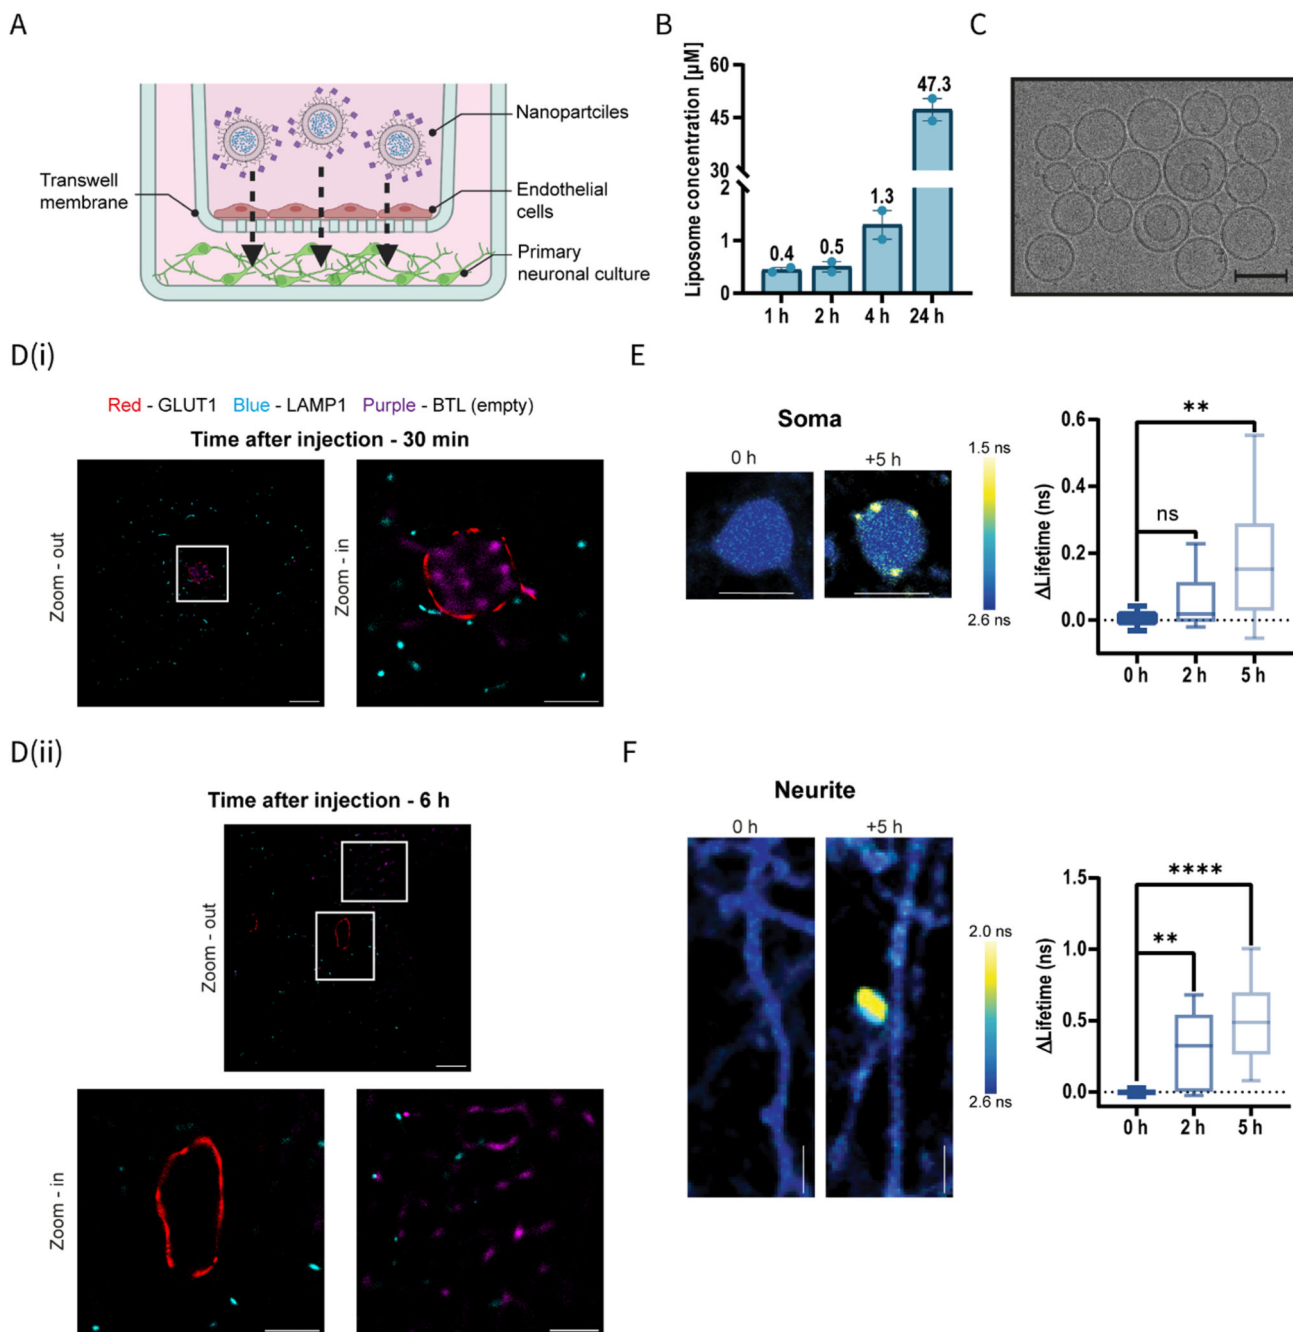 A
Nanopartciles
Transwell
membrane
Endothelial
cells
Primary
neuronal culture
B
Liposome concentration [µM]
60
45
30
2
1
0
0.4
0.5
1.3
47.3
1 h
2 h
4 h
24 h
C
D(i)
Red - GLUT1 Blue - LAMP1 Purple - BTL (empty)
Time after injection - 30 min
Zoom - out
Zoom - in
E
Soma
0 h
+5 h
1.5 ns
2.6 ns
ΔLifetime (ns)
0.6
0.4
0.2
0.0
**
ns
0 h
2 h
5 h
D(ii)
Time after injection - 6 h
Zoom - out
Zoom - in
F
Neurite
0 h
+5 h
2.0 ns
2.6 ns
ΔLifetime (ns)
1.5
1.0
0.5
0.0
****
**
0 h
2 h
5 h